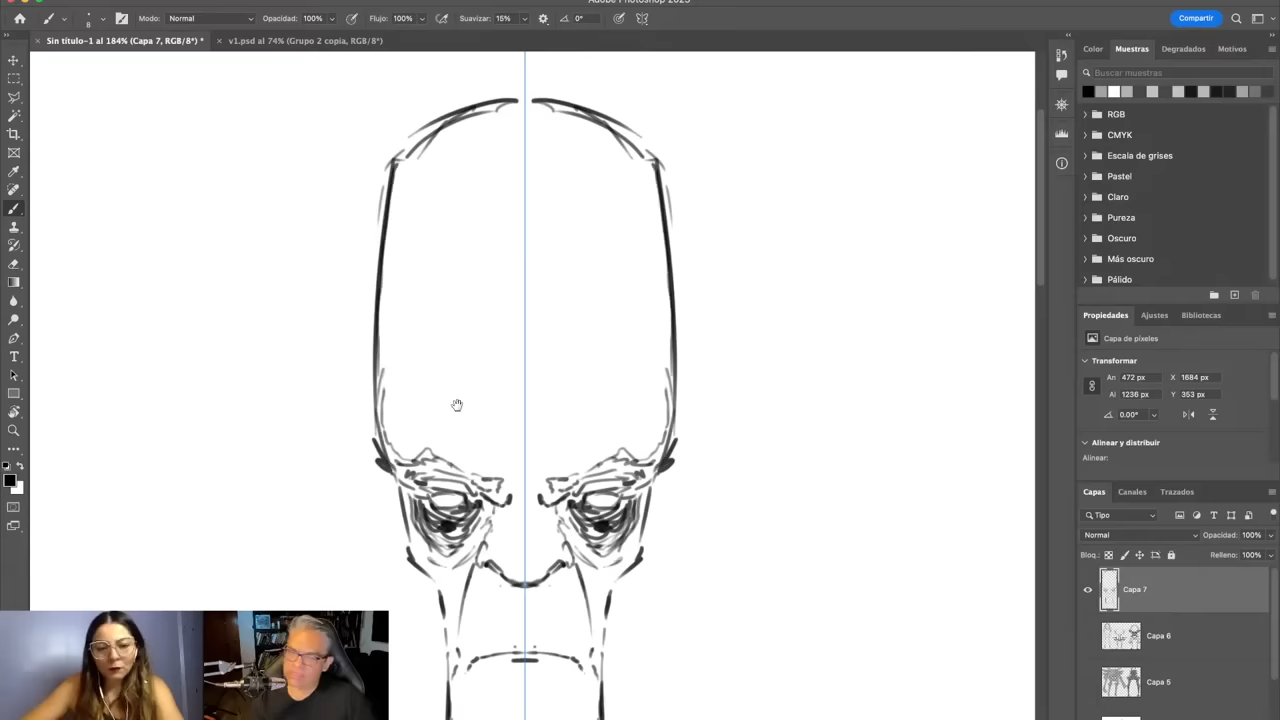 Adobe Photoshop 2023
8 Modo: Normal Opacidad: 100% Flujo: 100% Suavizar: 15% 0° Compartir
× Sin título-1 al 184% (Capa 7, RGB/8*) * × v1.psd al 74% (Grupo 2 copia, RGB/8*)
Color Muestras Degradados Motivos
Buscar muestras
RGB
CMYK
Escala de grises
Pastel
Claro
Pureza
Oscuro
Más oscuro
Pálido
Propiedades Ajustes Bibliotecas
Capa de píxeles
Transformar
An 472 px X 1684 px
Al 1236 px Y 353 px
0.00°
Alinear y distribuir
Alinear:
Capas Canales Trazados
Tipo
Normal Opacidad: 100%
Bloq.: Relleno: 100%
Capa 7
Capa 6
Capa 5